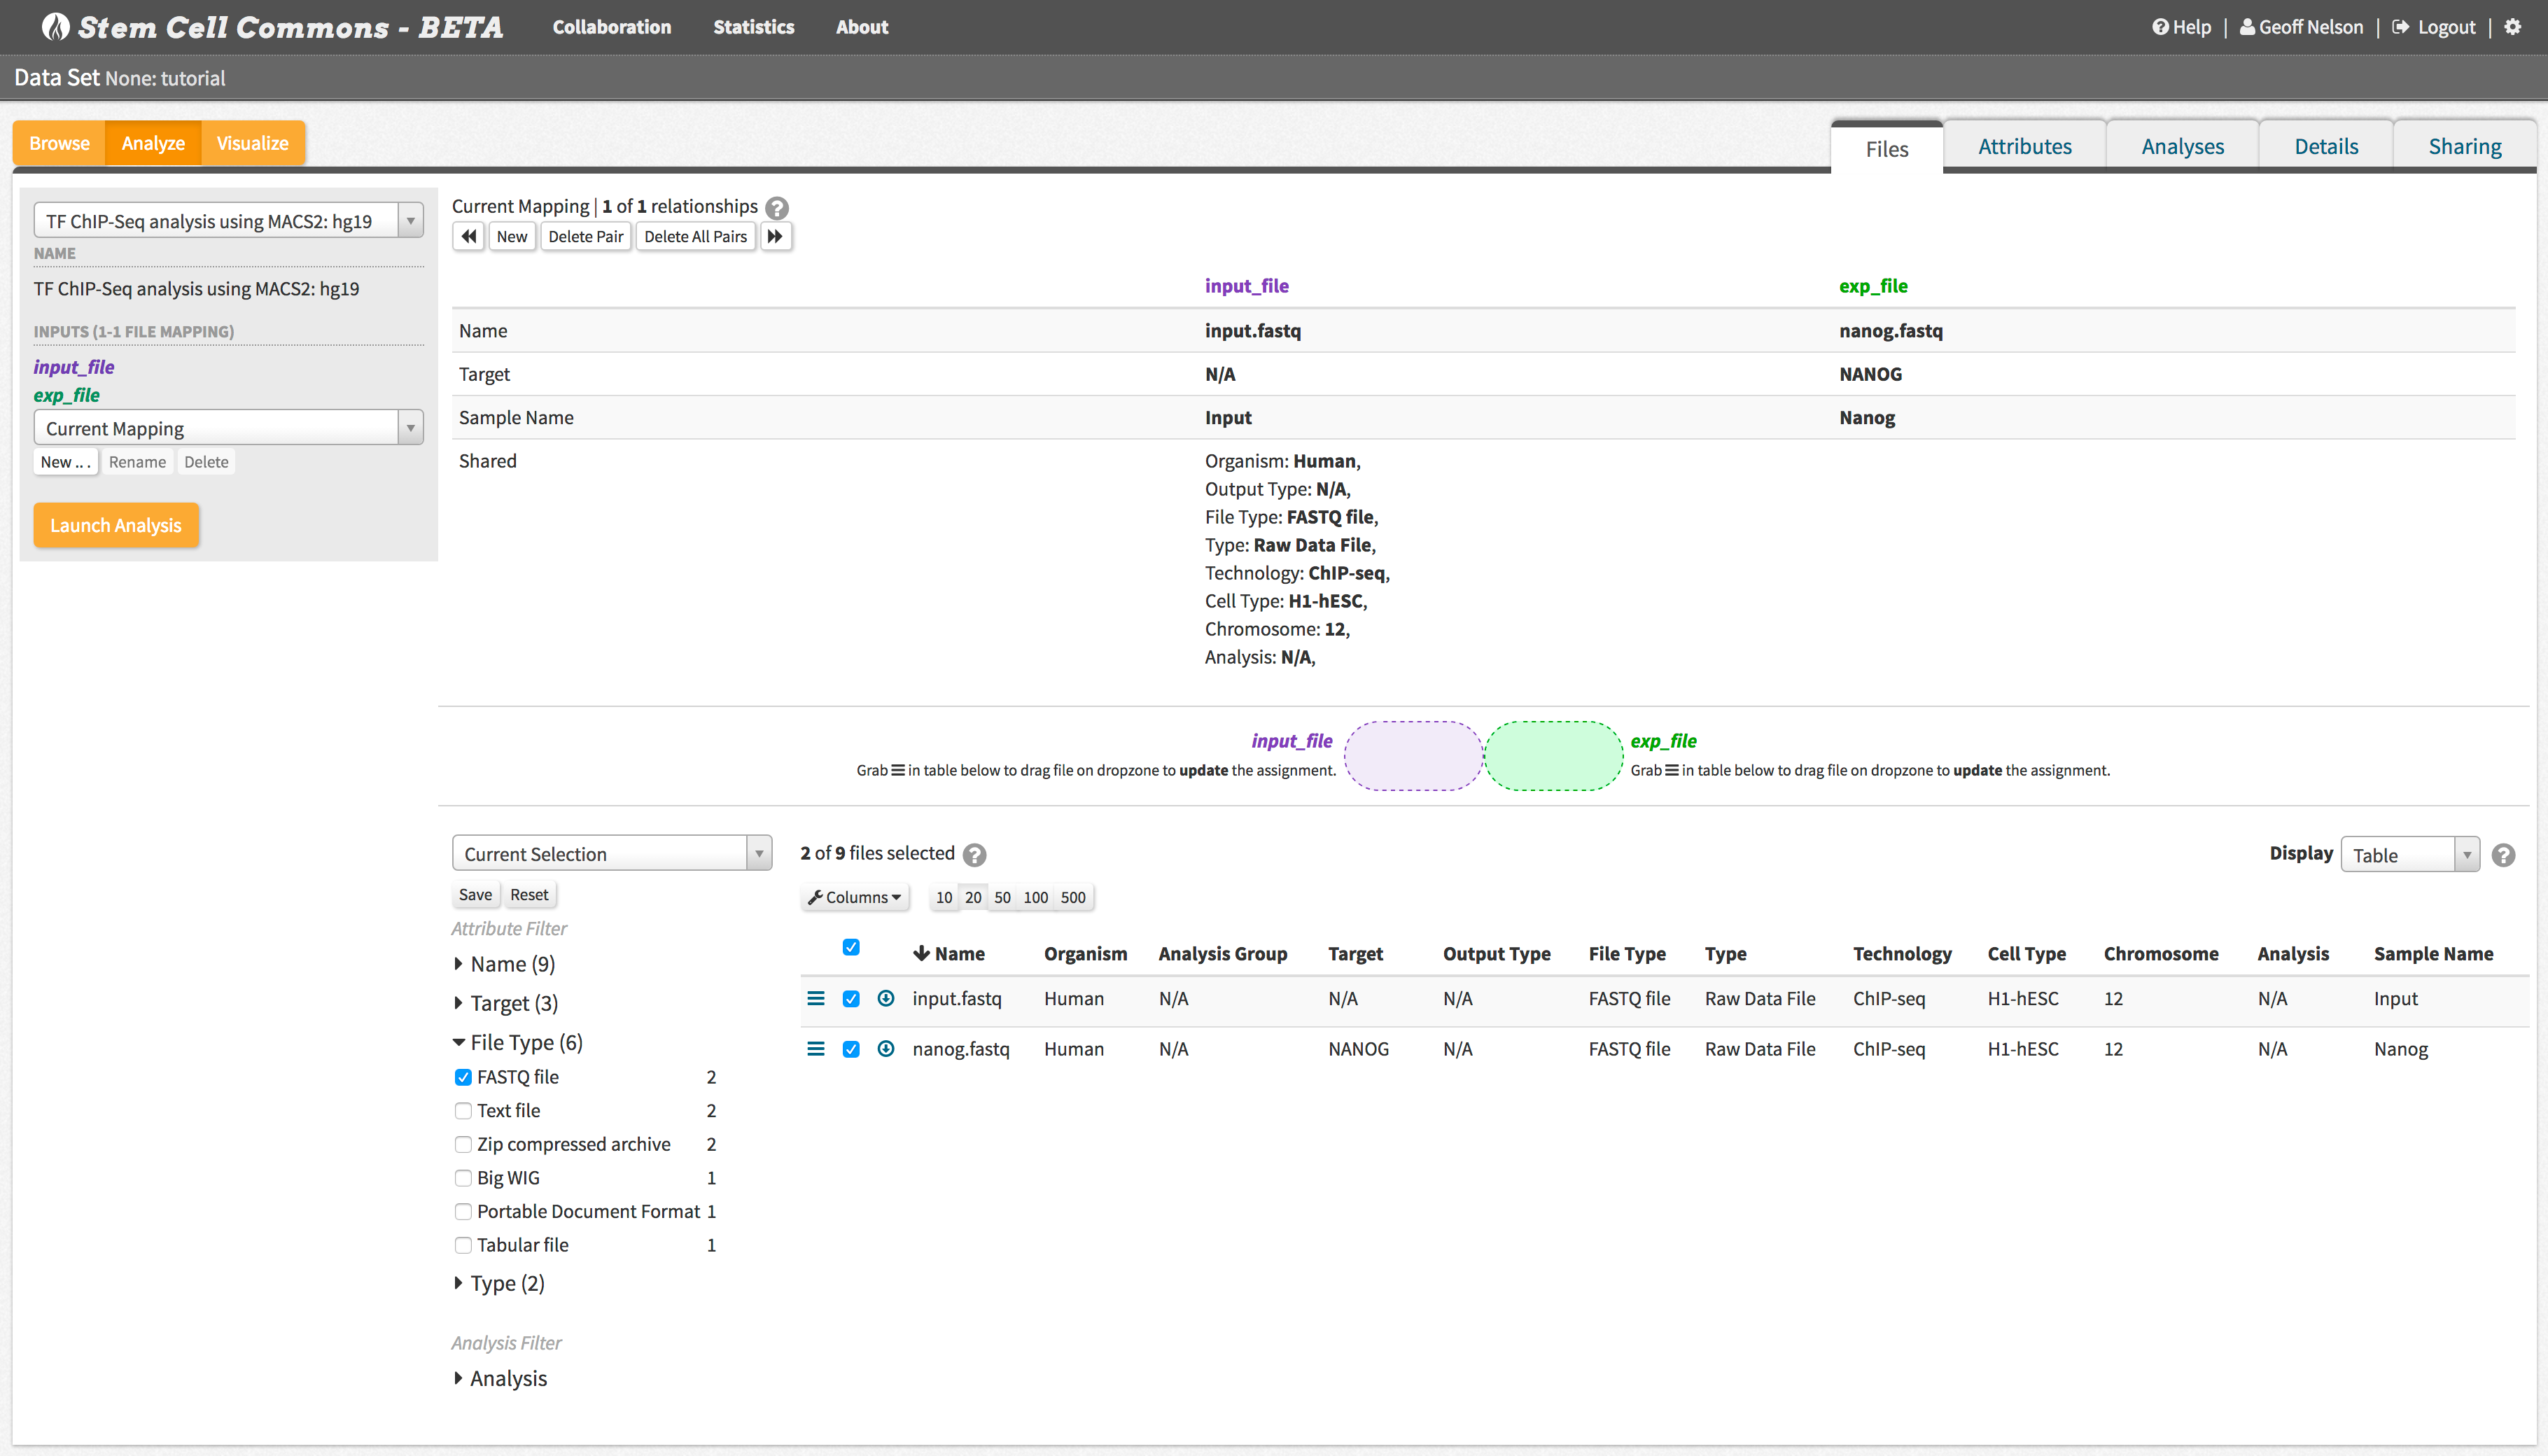 Stem Cell Commons - BETA Collaboration Statistics About Help | Geoff Nelson | Logout |
Data Set None: tutorial
Browse Analyze Visualize Files Attributes Analyses Details Sharing
TF ChIP-Seq analysis using MACS2: hg19
NAME
TF ChIP-Seq analysis using MACS2: hg19
INPUTS (1-1 FILE MAPPING)
input_file
exp_file
Current Mapping
New .. . Rename Delete
Launch Analysis
Current Mapping | 1 of 1 relationships ?
New Delete Pair Delete All Pairs
input_file exp_file
Name input.fastq nanog.fastq
Target N/A NANOG
Sample Name Input Nanog
Shared Organism: Human,
Output Type: N/A,
File Type: FASTQ file,
Type: Raw Data File,
Technology: ChIP-seq,
Cell Type: H1-hESC,
Chromosome: 12,
Analysis: N/A,
input_file exp_file
Grab in table below to drag file on dropzone to update the assignment. Grab in table below to drag file on dropzone to update the assignment.
Current Selection
Save Reset
Attribute Filter
Name (9)
Target (3)
File Type (6)
FASTQ file 2
Text file 2
Zip compressed archive 2
Big WIG 1
Portable Document Format 1
Tabular file 1
Type (2)
Analysis Filter
Analysis
2 of 9 files selected ? Display Table ?
Columns 10 20 50 100 500
Name Organism Analysis Group Target Output Type File Type Type Technology Cell Type Chromosome Analysis Sample Name
input.fastq Human N/A N/A N/A FASTQ file Raw Data File ChIP-seq H1-hESC 12 N/A Input
nanog.fastq Human N/A NANOG N/A FASTQ file Raw Data File ChIP-seq H1-hESC 12 N/A Nanog